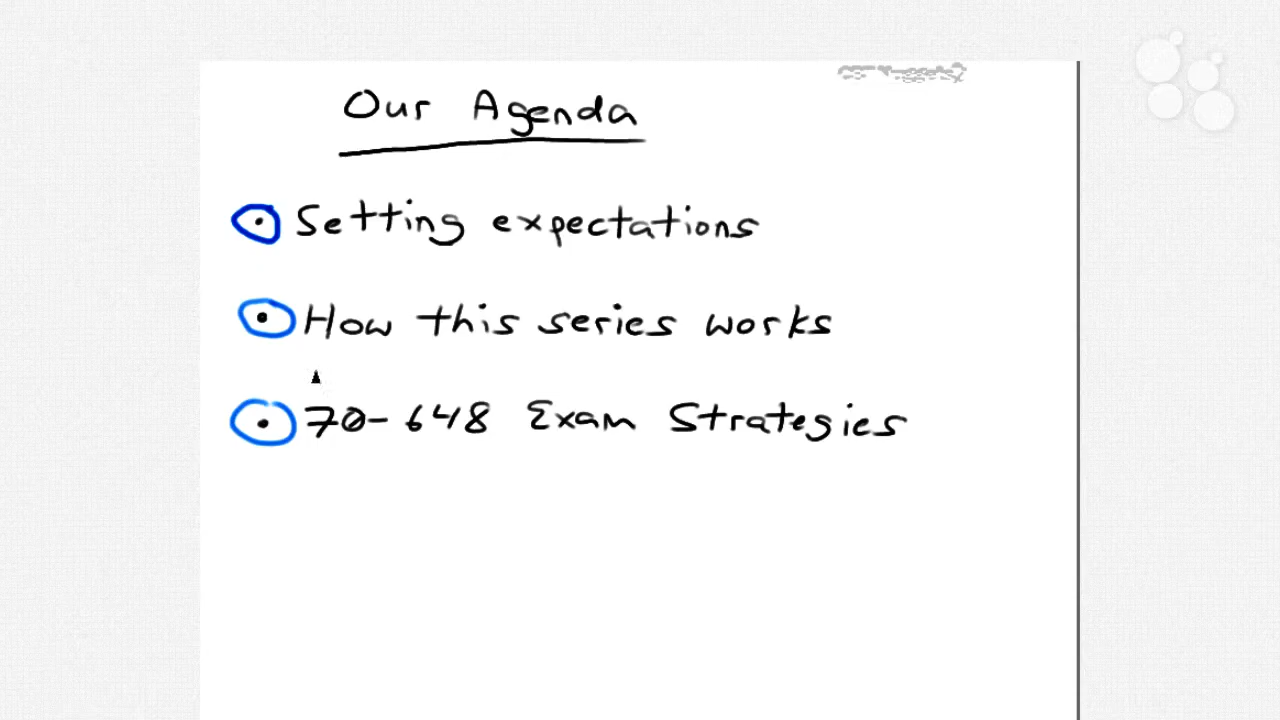 Our Agenda
Setting expectations
How this series works
70-648 Exam Strategies